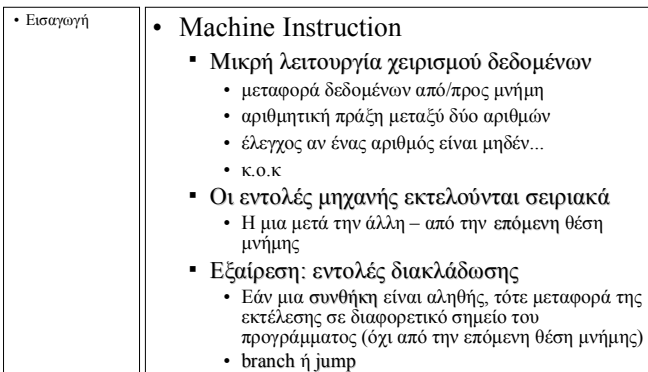 • Εισαγωγή
• Machine Instruction
▪ Μικρή λειτουργία χειρισμού δεδομένων
• μεταφορά δεδομένων από/προς μνήμη
• αριθμητική πράξη μεταξύ δύο αριθμών
• έλεγχος αν ένας αριθμός είναι μηδέν...
• κ.ο.κ
▪ Οι εντολές μηχανής εκτελούνται σειριακά
• Η μια μετά την άλλη – από την επόμενη θέση
μνήμης
▪ Εξαίρεση: εντολές διακλάδωσης
• Εάν μια συνθήκη είναι αληθής, τότε μεταφορά της
εκτέλεσης σε διαφορετικό σημείο του
προγράμματος (όχι από την επόμενη θέση μνήμης)
• branch ή jump